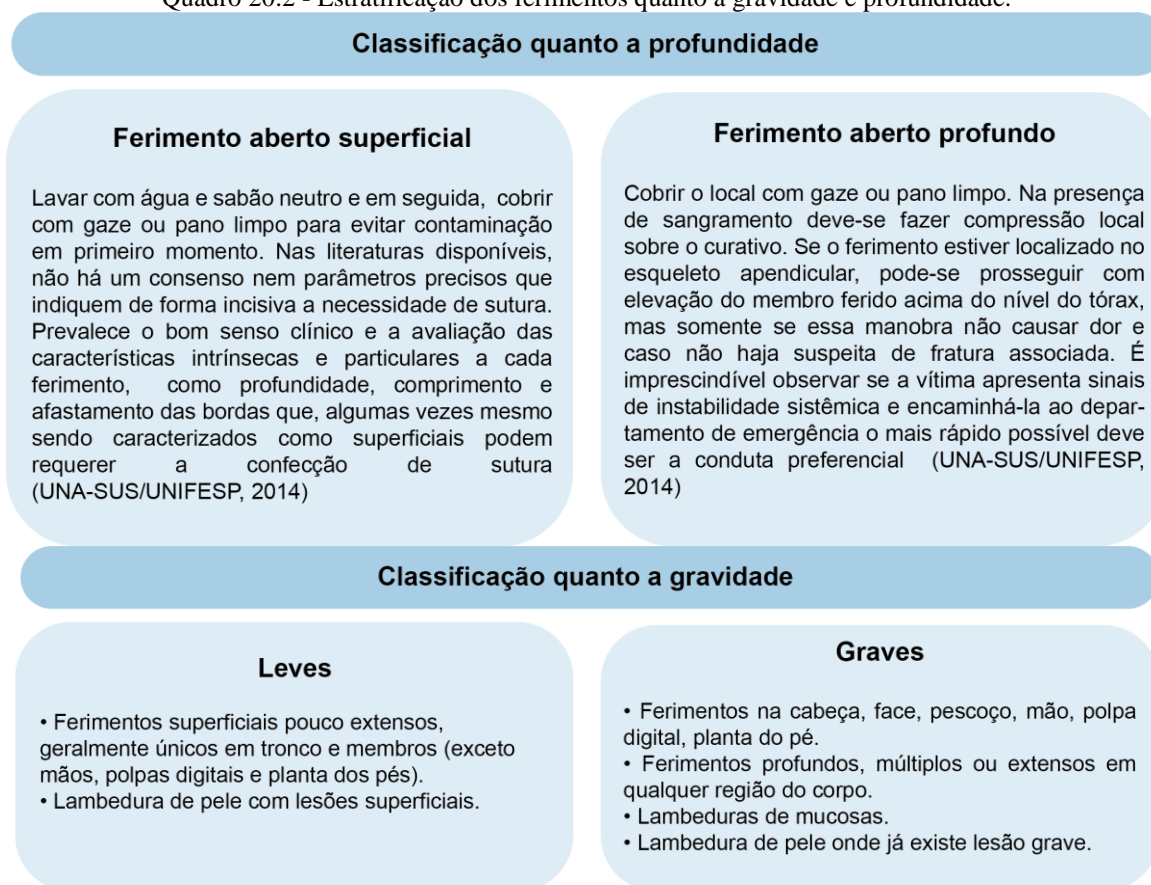 Quadro 20.2 - Estratificação dos ferimentos quanto a gravidade e profundidade.
Classificação quanto a profundidade
Ferimento aberto superficial
Lavar com água e sabão neutro e em seguida, cobrir
com gaze ou pano limpo para evitar contaminação
em primeiro momento. Nas literaturas disponíveis,
não há um consenso nem parâmetros precisos que
indiquem de forma incisiva a necessidade de sutura.
Prevalece o bom senso clínico e a avaliação das
características intrínsecas e particulares a cada
ferimento, como profundidade, comprimento e
afastamento das bordas que, algumas vezes mesmo
sendo caracterizados como superficiais podem
requerer a confecção de sutura
(UNA-SUS/UNIFESP, 2014)
Ferimento aberto profundo
Cobrir o local com gaze ou pano limpo. Na presença
de sangramento deve-se fazer compressão local
sobre o curativo. Se o ferimento estiver localizado no
esqueleto apendicular, pode-se prosseguir com
elevação do membro ferido acima do nível do tórax,
mas somente se essa manobra não causar dor e
caso não haja suspeita de fratura associada. É
imprescindível observar se a vítima apresenta sinais
de instabilidade sistêmica e encaminhá-la ao depar-
tamento de emergência o mais rápido possível deve
ser a conduta preferencial (UNA-SUS/UNIFESP,
2014)
Classificação quanto a gravidade
Leves
• Ferimentos superficiais pouco extensos,
geralmente únicos em tronco e membros (exceto
mãos, polpas digitais e planta dos pés).
• Lambedura de pele com lesões superficiais.
Graves
• Ferimentos na cabeça, face, pescoço, mão, polpa
digital, planta do pé.
• Ferimentos profundos, múltiplos ou extensos em
qualquer região do corpo.
• Lambeduras de mucosas.
• Lambedura de pele onde já existe lesão grave.